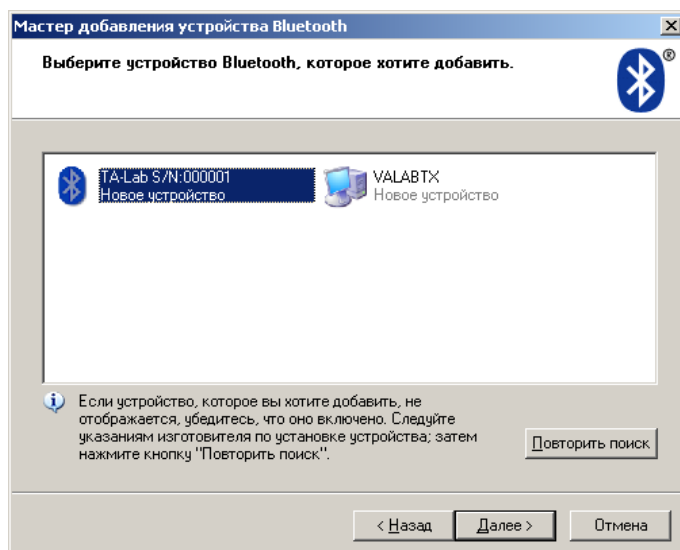 Мастер добавления устройства Bluetooth
Выберите устройство Bluetooth, которое хотите добавить.
®
TA-Lab S/N:000001
Новое устройство
VALABTX
Новое устройство
Если устройство, которое вы хотите добавить, не
отображается, убедитесь, что оно включено. Следуйте
указаниям изготовителя по установке устройства; затем
нажмите кнопку "Повторить поиск".
Повторить поиск
< Назад
Далее >
Отмена